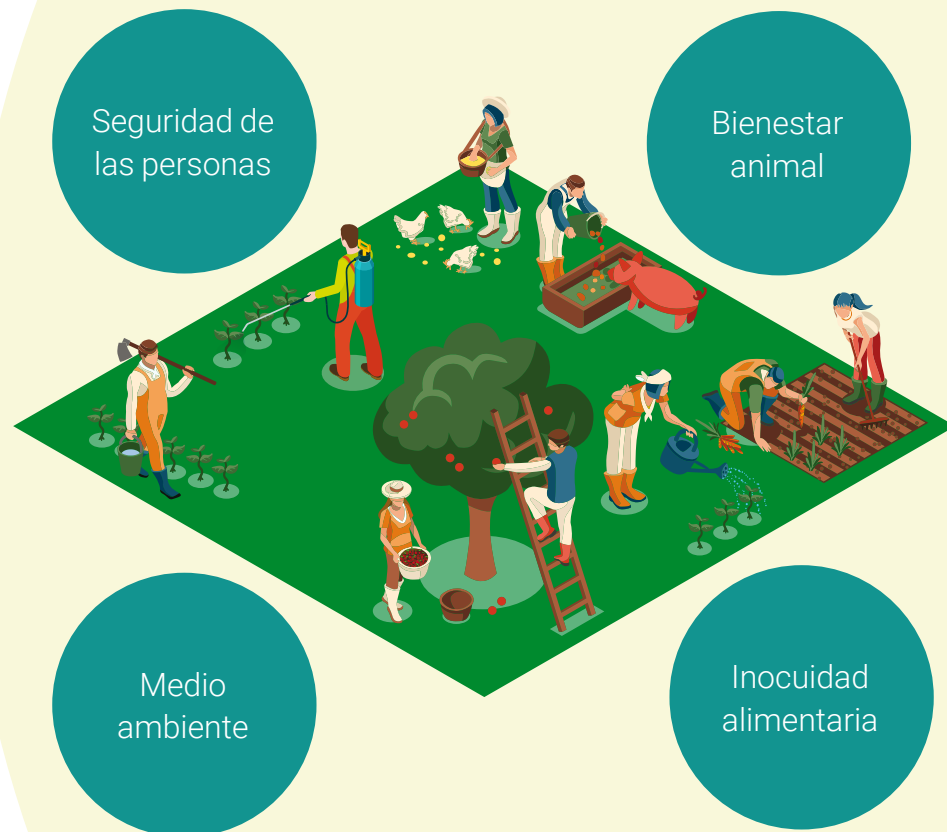 Seguridad de
las personas
Bienestar
animal
Medio
ambiente
Inocuidad
alimentaria